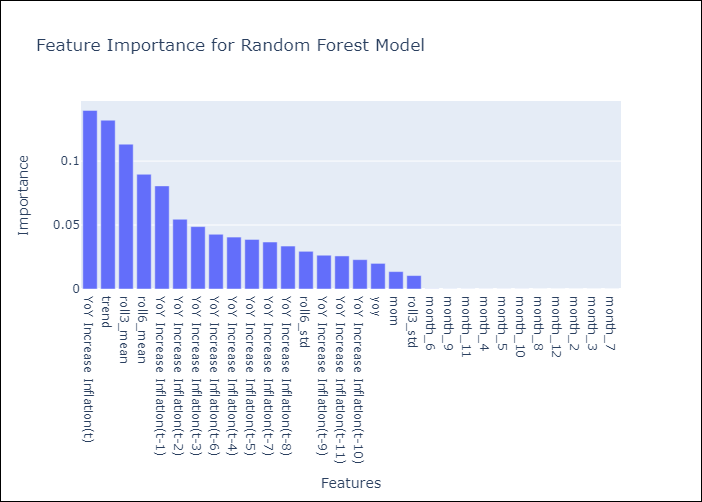 Feature Importance for Random Forest Model
Importance
0.1
0.05
0
YoY Increase Inflation(t)
trend
roll3_mean
roll6_mean
YoY Increase Inflation(t-1)
YoY Increase Inflation(t-2)
YoY Increase Inflation(t-3)
YoY Increase Inflation(t-6)
YoY Increase Inflation(t-4)
YoY Increase Inflation(t-5)
YoY Increase Inflation(t-7)
YoY Increase Inflation(t-8)
roll6_std
YoY Increase Inflation(t-9)
YoY Increase Inflation(t-11)
YoY Increase Inflation(t-10)
yoy
mom
roll3_std
month_6
month_9
month_11
month_4
month_5
month_10
month_8
month_12
month_2
month_3
month_7
Features